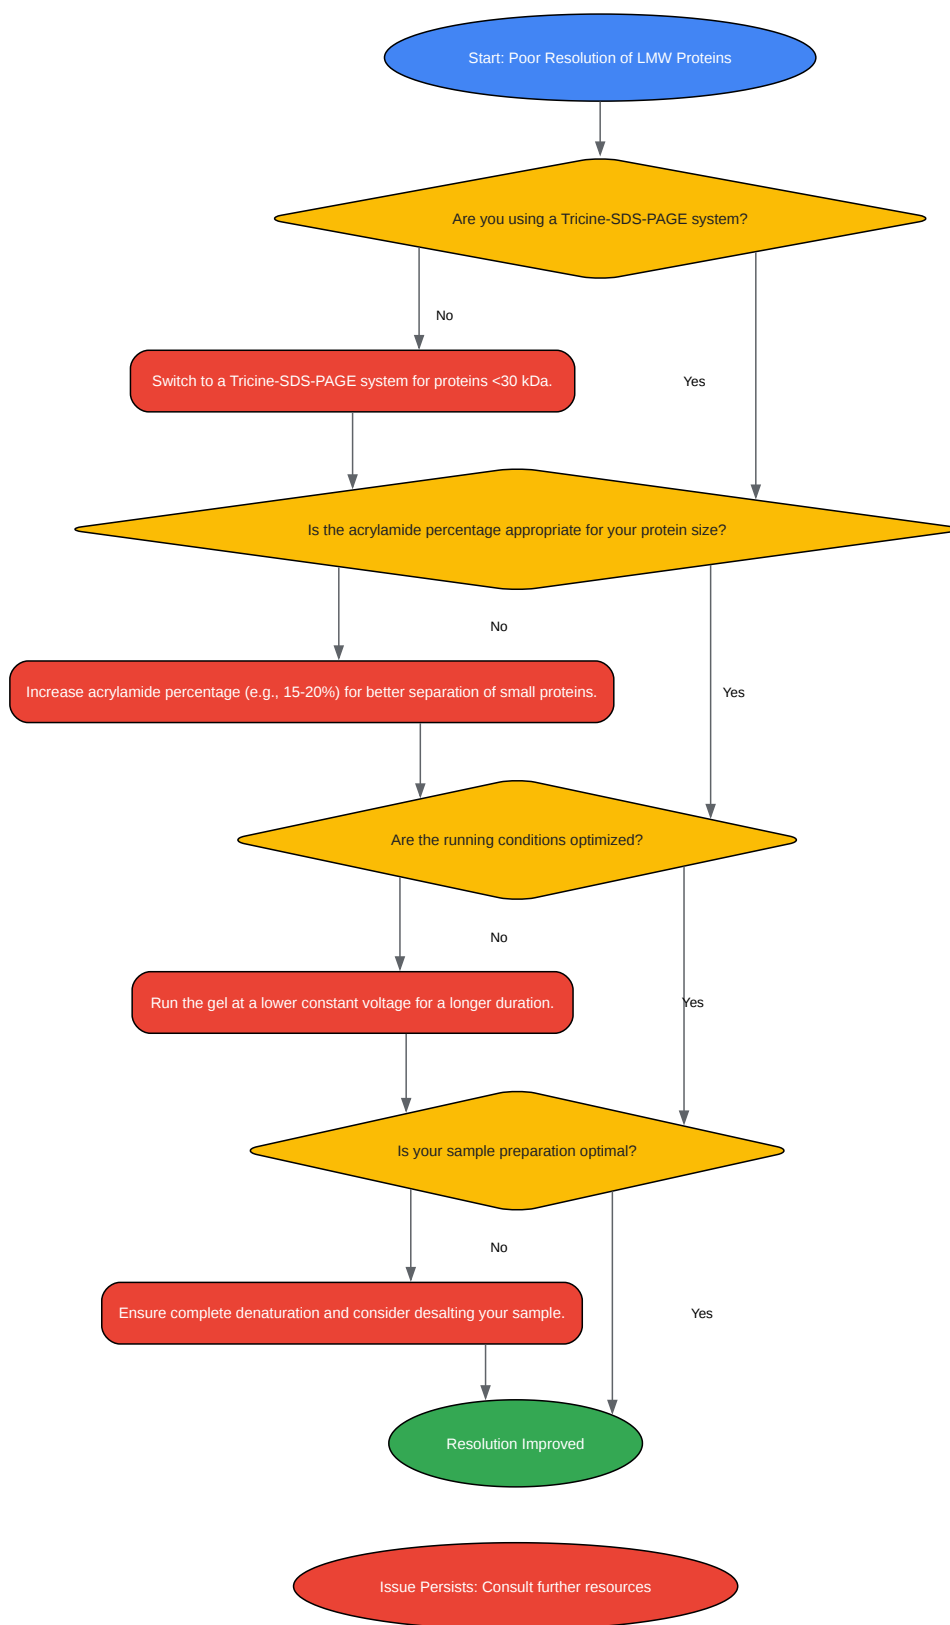 Start: Poor Resolution of LMW Proteins
Are you using a Tricine-SDS-PAGE system?
No
Switch to a Tricine-SDS-PAGE system for proteins <30 kDa.
Yes
Is the acrylamide percentage appropriate for your protein size?
No
Increase acrylamide percentage (e.g., 15-20%) for better separation of small proteins.
Yes
Are the running conditions optimized?
No
Run the gel at a lower constant voltage for a longer duration.
Yes
Is your sample preparation optimal?
No
Ensure complete denaturation and consider desalting your sample.
Yes
Resolution Improved
Issue Persists: Consult further resources